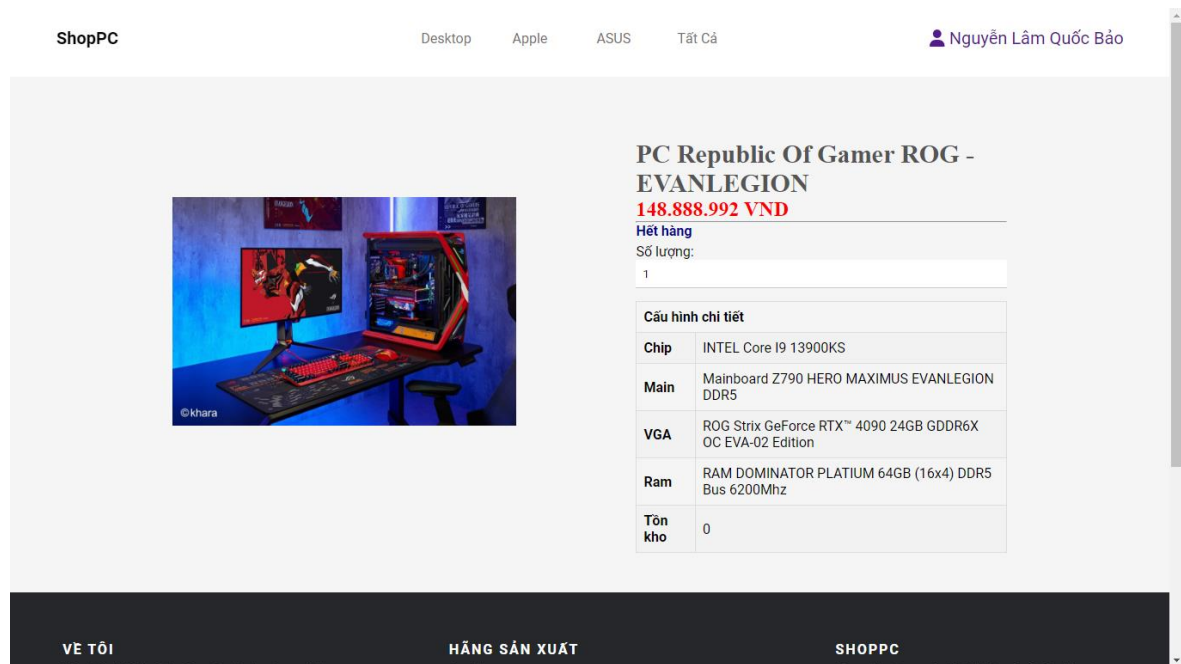 ShopPC
Desktop Apple ASUS Tất Cả
Nguyễn Lâm Quốc Bảo
PC Republic Of Gamer ROG -
EVANLEGION
148.888.992 VND
Hết hàng
Số lượng:
1
Cấu hình chi tiết
Chip INTEL Core I9 13900KS
Main Mainboard Z790 HERO MAXIMUS EVANLEGION
DDR5
VGA ROG Strix GeForce RTX™ 4090 24GB GDDR6X
OC EVA-02 Edition
Ram RAM DOMINATOR PLATIUM 64GB (16x4) DDR5
Bus 6200Mhz
Tồn
kho
0
©khara
VỀ TÔI
HÃNG SẢN XUẤT
SHOPPC